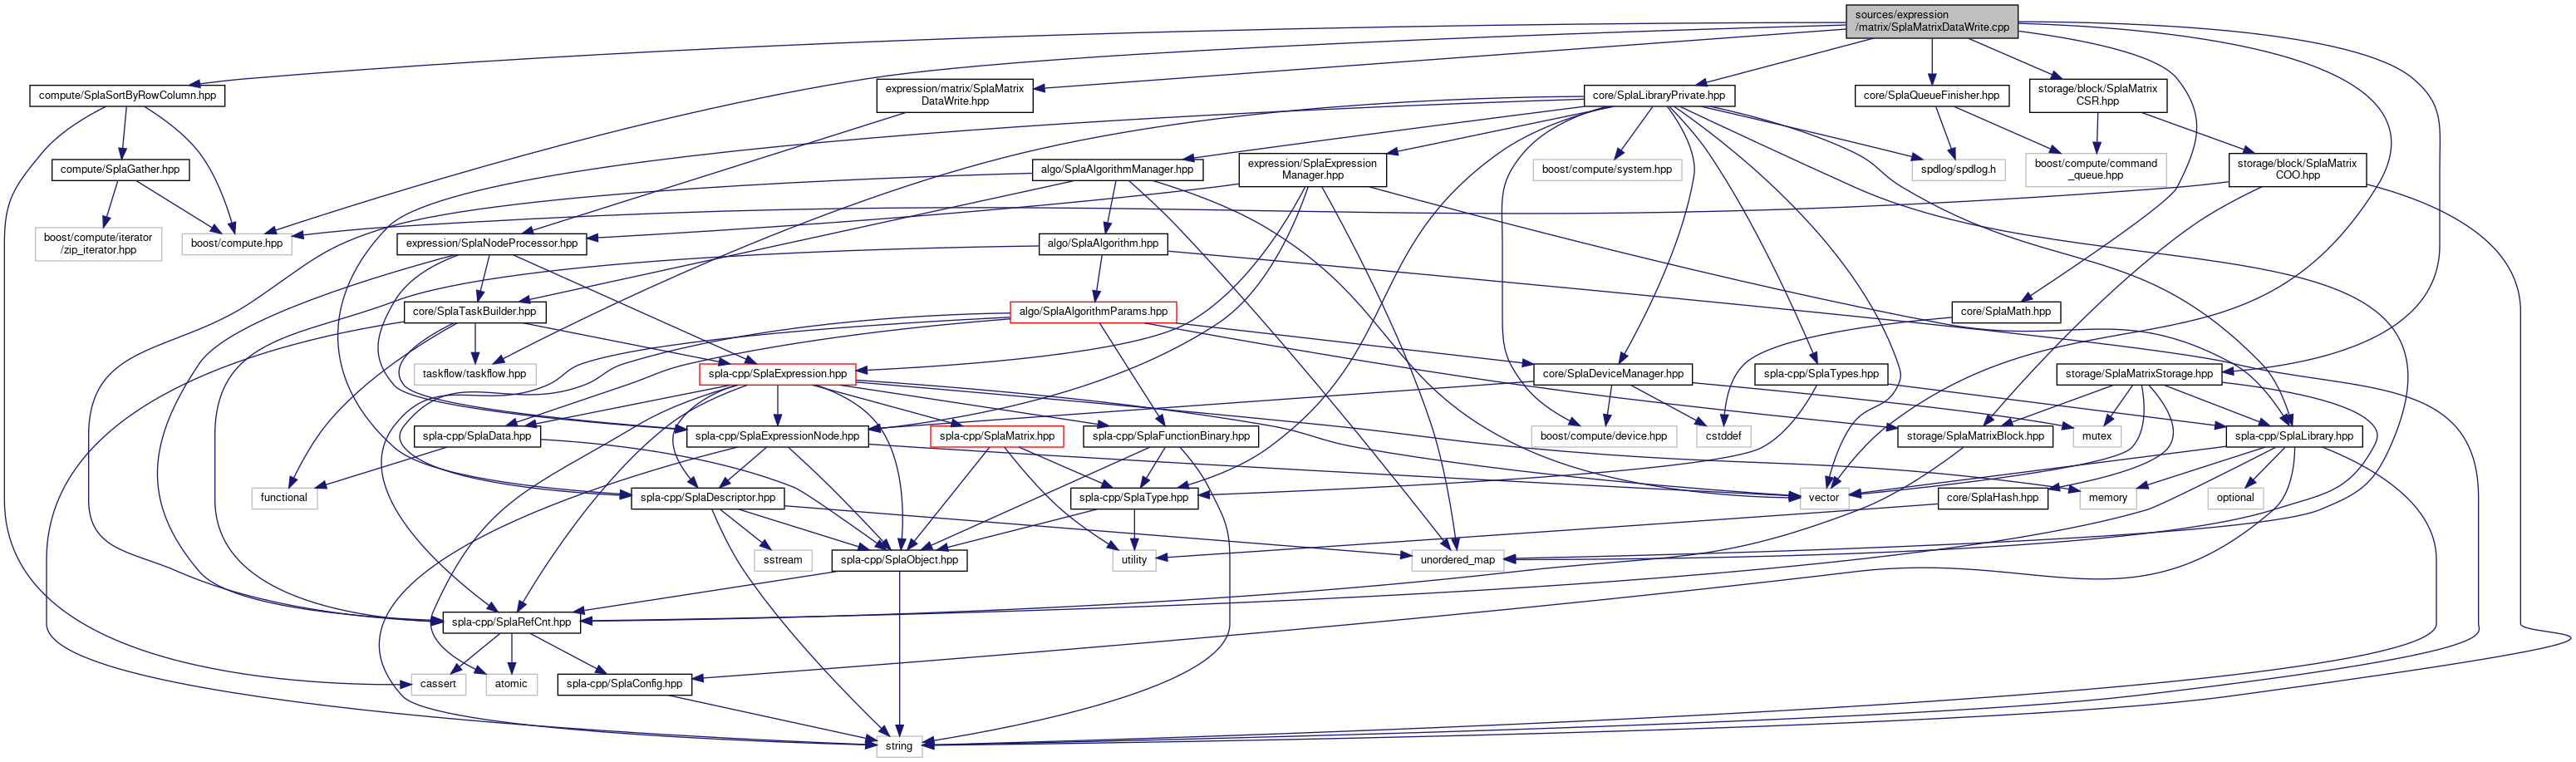 sources/expression
/matrix/SplaMatrixDataWrite.cpp
compute/SplaSortByRowColumn.hpp
expression/matrix/SplaMatrix
DataWrite.hpp
core/SplaLibraryPrivate.hpp
core/SplaQueueFinisher.hpp
storage/block/SplaMatrix
CSR.hpp
compute/SplaGather.hpp
algo/SplaAlgorithmManager.hpp
expression/SplaExpression
Manager.hpp
boost/compute/system.hpp
spdlog/spdlog.h
boost/compute/command
_queue.hpp
storage/block/SplaMatrix
COO.hpp
boost/compute/iterator
/zip_iterator.hpp
boost/compute.hpp
expression/SplaNodeProcessor.hpp
algo/SplaAlgorithm.hpp
core/SplaTaskBuilder.hpp
algo/SplaAlgorithmParams.hpp
core/SplaMath.hpp
taskflow/taskflow.hpp
spla-cpp/SplaExpression.hpp
core/SplaDeviceManager.hpp
spla-cpp/SplaTypes.hpp
storage/SplaMatrixStorage.hpp
spla-cpp/SplaData.hpp
spla-cpp/SplaExpressionNode.hpp
spla-cpp/SplaMatrix.hpp
spla-cpp/SplaFunctionBinary.hpp
boost/compute/device.hpp
cstddef
storage/SplaMatrixBlock.hpp
mutex
spla-cpp/SplaLibrary.hpp
functional
spla-cpp/SplaDescriptor.hpp
spla-cpp/SplaType.hpp
vector
core/SplaHash.hpp
memory
optional
sstream
spla-cpp/SplaObject.hpp
utility
unordered_map
spla-cpp/SplaRefCnt.hpp
cassert
atomic
spla-cpp/SplaConfig.hpp
string